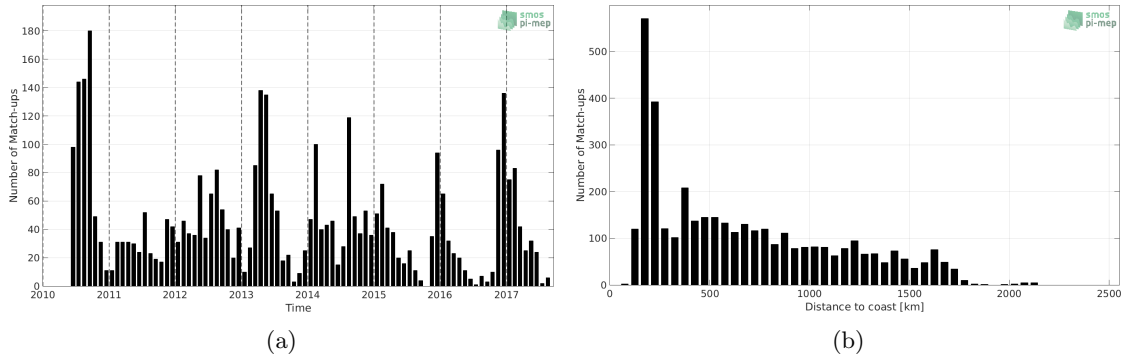 smos
pi-mep
Number of Match-ups
180
160
140
120
100
80
60
40
20
0
2010 2011 2012 2013 2014 2015 2016 2017
Time
(a)
smos
pi-mep
Number of Match-ups
500
400
300
200
100
0
0 500 1000 1500 2000 2500
Distance to coast [km]
(b)